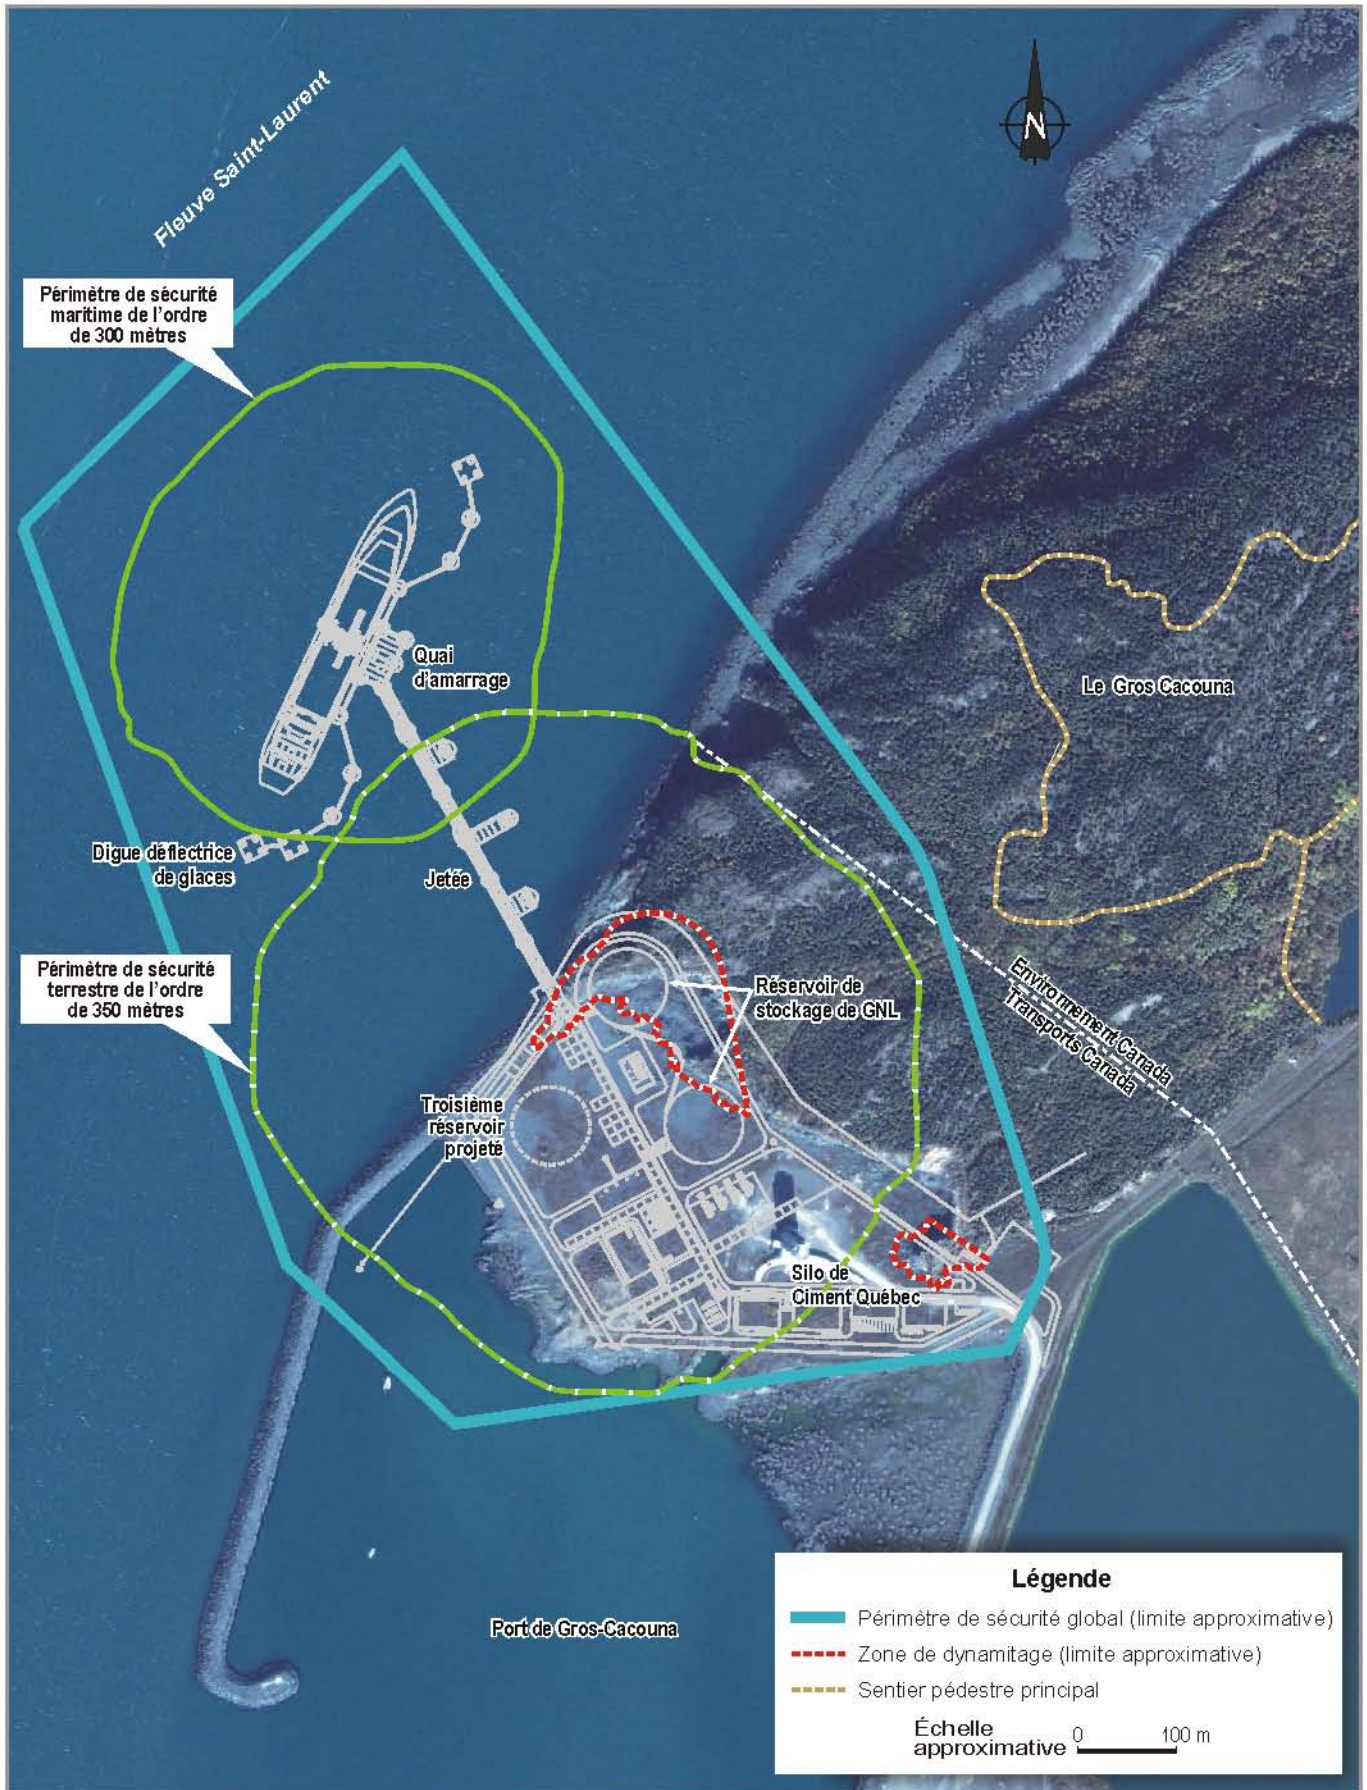 N
Fleuve Saint-Laurent
Périmètre de sécurité
maritime de l'ordre
de 300 mètres
Quai
d'amarrage
Le Gros Cacouna
Digue déflectrice
de glaces
Jetée
Périmètre de sécurité
terrestre de l'ordre
de 350 mètres
Réservoir de
stockage de GNL
Environnement Canada
Transports Canada
Troisième
réservoir
projeté
Silo de
Ciment Québec
Port de Gros-Cacouna
Légende
Périmètre de sécurité global (limite approximative)
Zone de dynamitage (limite approximative)
Sentier pédestre principal
Échelle
approximative
0 100 m